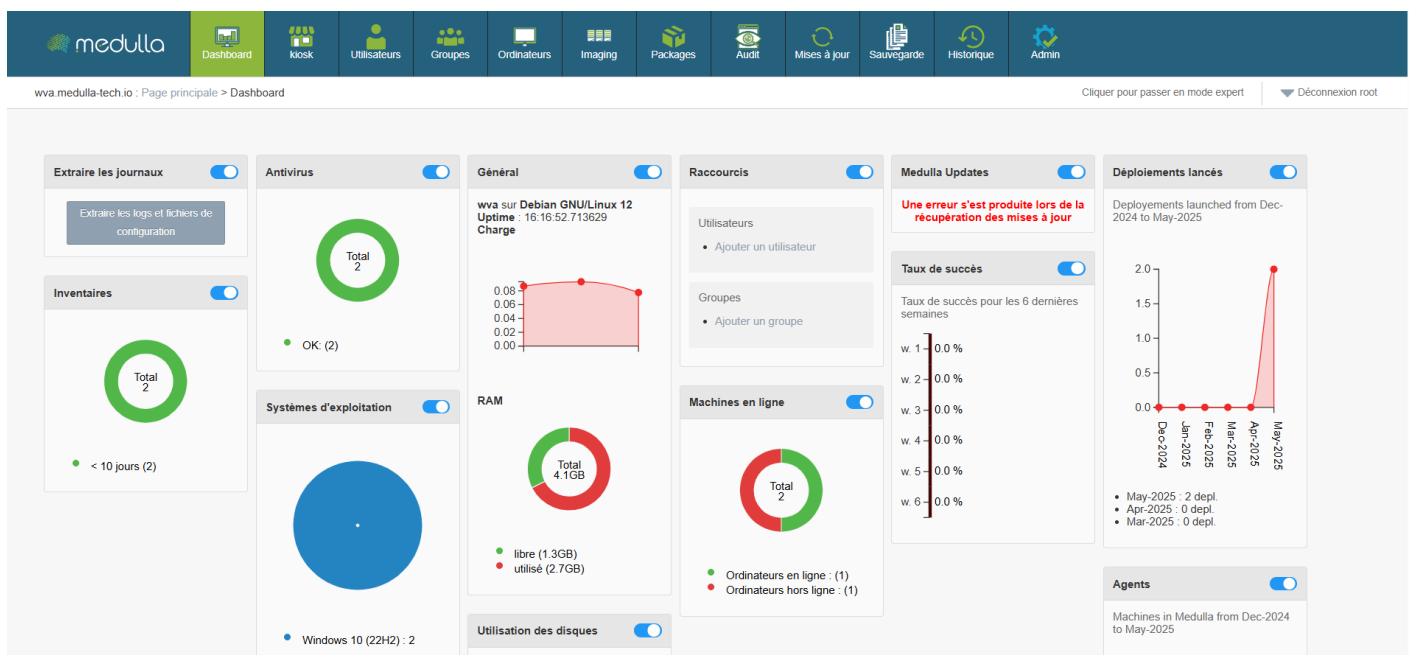 medulla
Dashboard
kiosk
Utilisateurs
Groupes
Ordinateurs
Imaging
Packages
Audit
Mises à jour
Sauvegarde
Historique
Admin
wva.medulla-tech.io : Page principale > Dashboard
Cliquer pour passer en mode expert
Déconnexion root
Extraire les journaux
Extraire les logs et fichiers de
configuration
Inventaires
Total
2
< 10 jours (2)
Antivirus
Total
2
OK: (2)
Systèmes d'exploitation
Windows 10 (22H2) : 2
Général
wva sur Debian GNU/Linux 12
Uptime : 16:16:52.713629
Charge
0.08
0.06
0.04
0.02
0.00
RAM
Total
4.1GB
libre (1.3GB)
utilisé (2.7GB)
Utilisation des disques
Raccourcis
Utilisateurs
Ajouter un utilisateur
Groupes
Ajouter un groupe
Machines en ligne
Total
2
Ordinateurs en ligne : (1)
Ordinateurs hors ligne : (1)
Medulla Updates
Une erreur s'est produite lors de la
récupération des mises à jour
Taux de succès
Taux de succès pour les 6 dernières
semaines
w. 1 0.0 %
w. 2 0.0 %
w. 3 0.0 %
w. 4 0.0 %
w. 5 0.0 %
w. 6 0.0 %
Déploiements lancés
Deployements launched from Dec-
2024 to May-2025
2.0
1.5
1.0
0.5
0.0
Dec-2024
Jan-2025
Feb-2025
Mar-2025
Apr-2025
May-2025
May-2025 : 2 depl.
Apr-2025 : 0 depl.
Mar-2025 : 0 depl.
Agents
Machines in Medulla from Dec-2024
to May-2025